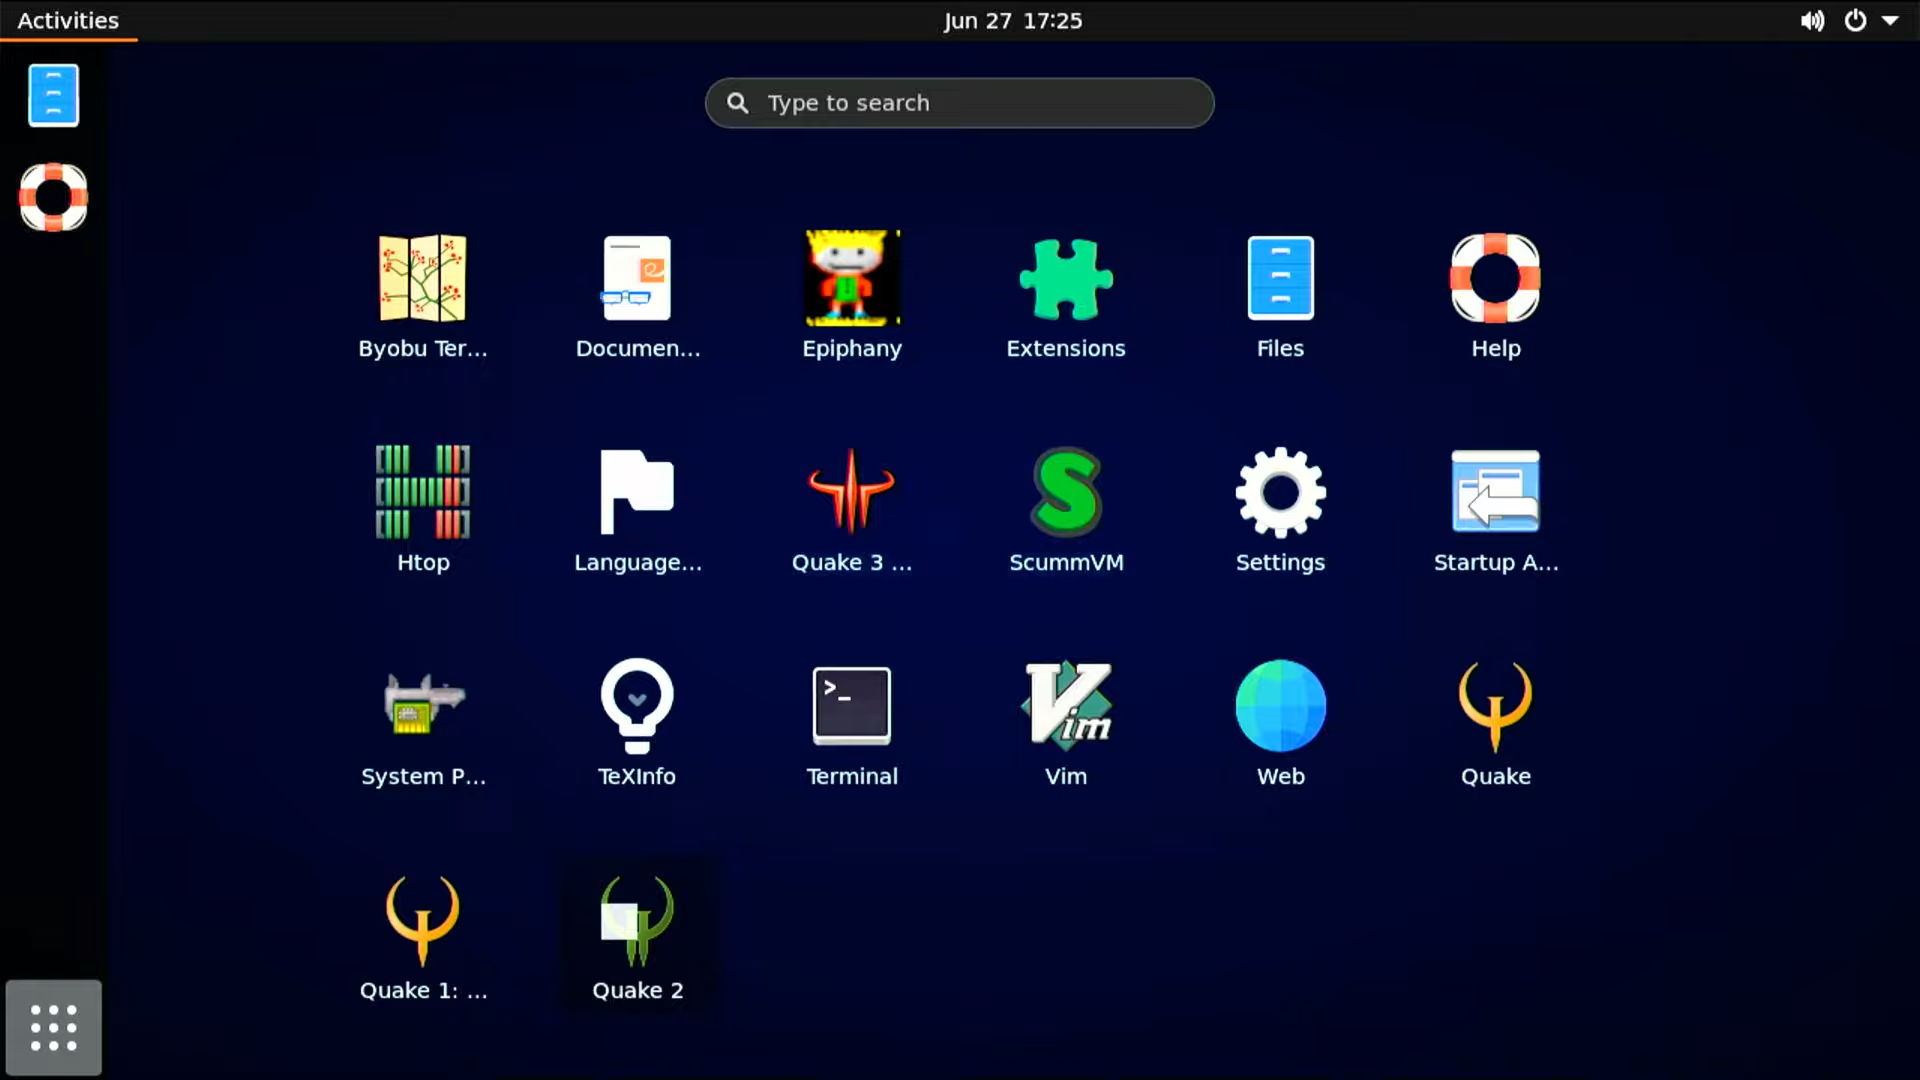 Activities
Jun 27 17:25
Type to search
Byobu Ter...
Documen...
Epiphany
Extensions
Files
Help
Htop
Language...
Quake 3 ...
ScummVM
Settings
Startup A...
System P...
TeXInfo
>_
Terminal
Vim
Vim
Web
Quake
Quake 1: ...
Quake 2